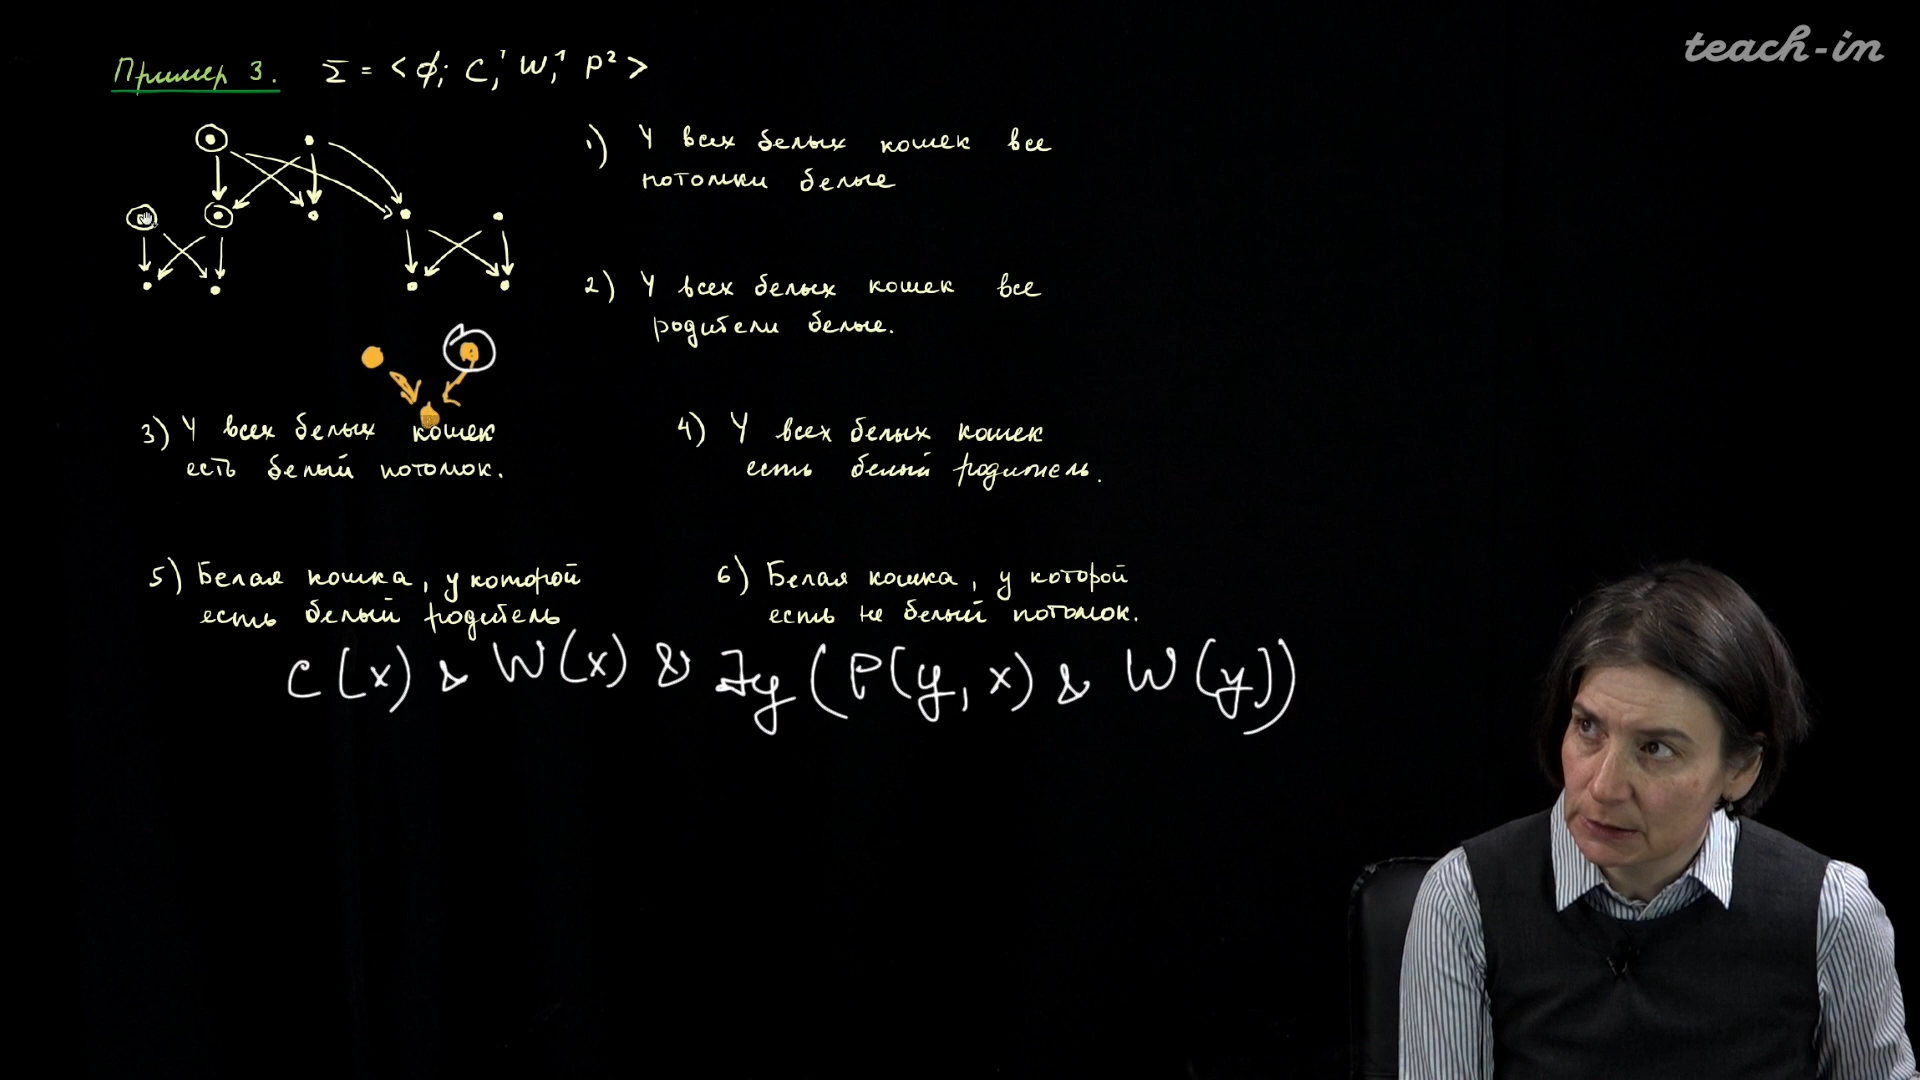 teach-in
Пример 3. Σ = < ϕ; C¹, W¹, P² >
1) У всех белых кошек все
потомки белые
2) У всех белых кошек все
родители белые.
3) У всех белых кошек
есть белый потомок.
4) У всех белых кошек
есть белый родитель.
5) Белая кошка, у которой
есть белый родитель
6) Белая кошка, у которой
есть не белый потомок.
C(x) & W(x) & ∃y(P(y, x) & W(y))